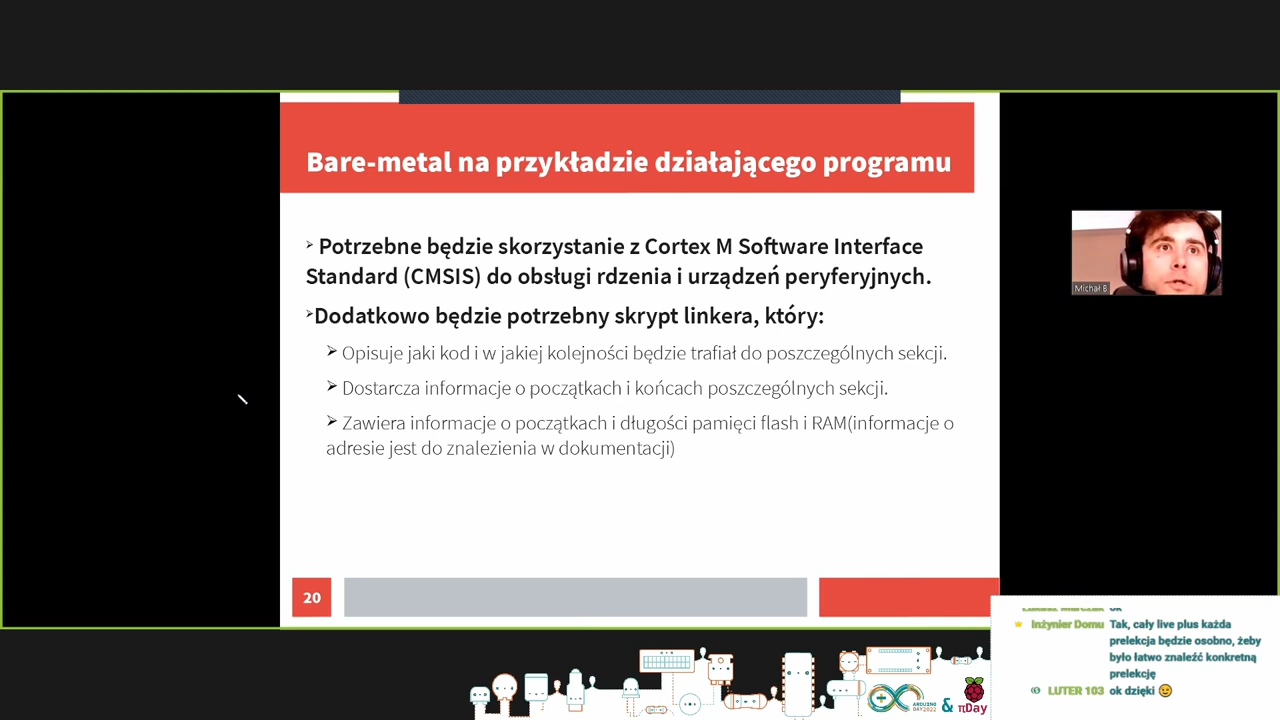 Bare-metal na przykładzie działającego programu
Potrzebne będzie skorzystanie z Cortex M Software Interface
Standard (CMSIS) do obsługi rdzenia i urządzeń peryferyjnych.
Dodatkowo będzie potrzebny skrypt linkera, który:
Opisuje jaki kod i w jakiej kolejności będzie trafiał do poszczególnych sekcji.
Dostarcza informacje o początkach i końcach poszczególnych sekcji.
Zawiera informacje o początkach i długości pamięci flash i RAM(informacje o
adresie jest do znalezienia w dokumentacji)
20
Michał B
Inżynier Domu Tak, cały live plus każda
prelekcja będzie osobno, żeby
było łatwo znaleźć konkretną
prelekcję
LUTER 103 ok dzięki 😉
ARDUINO
DAY2022
& πDay